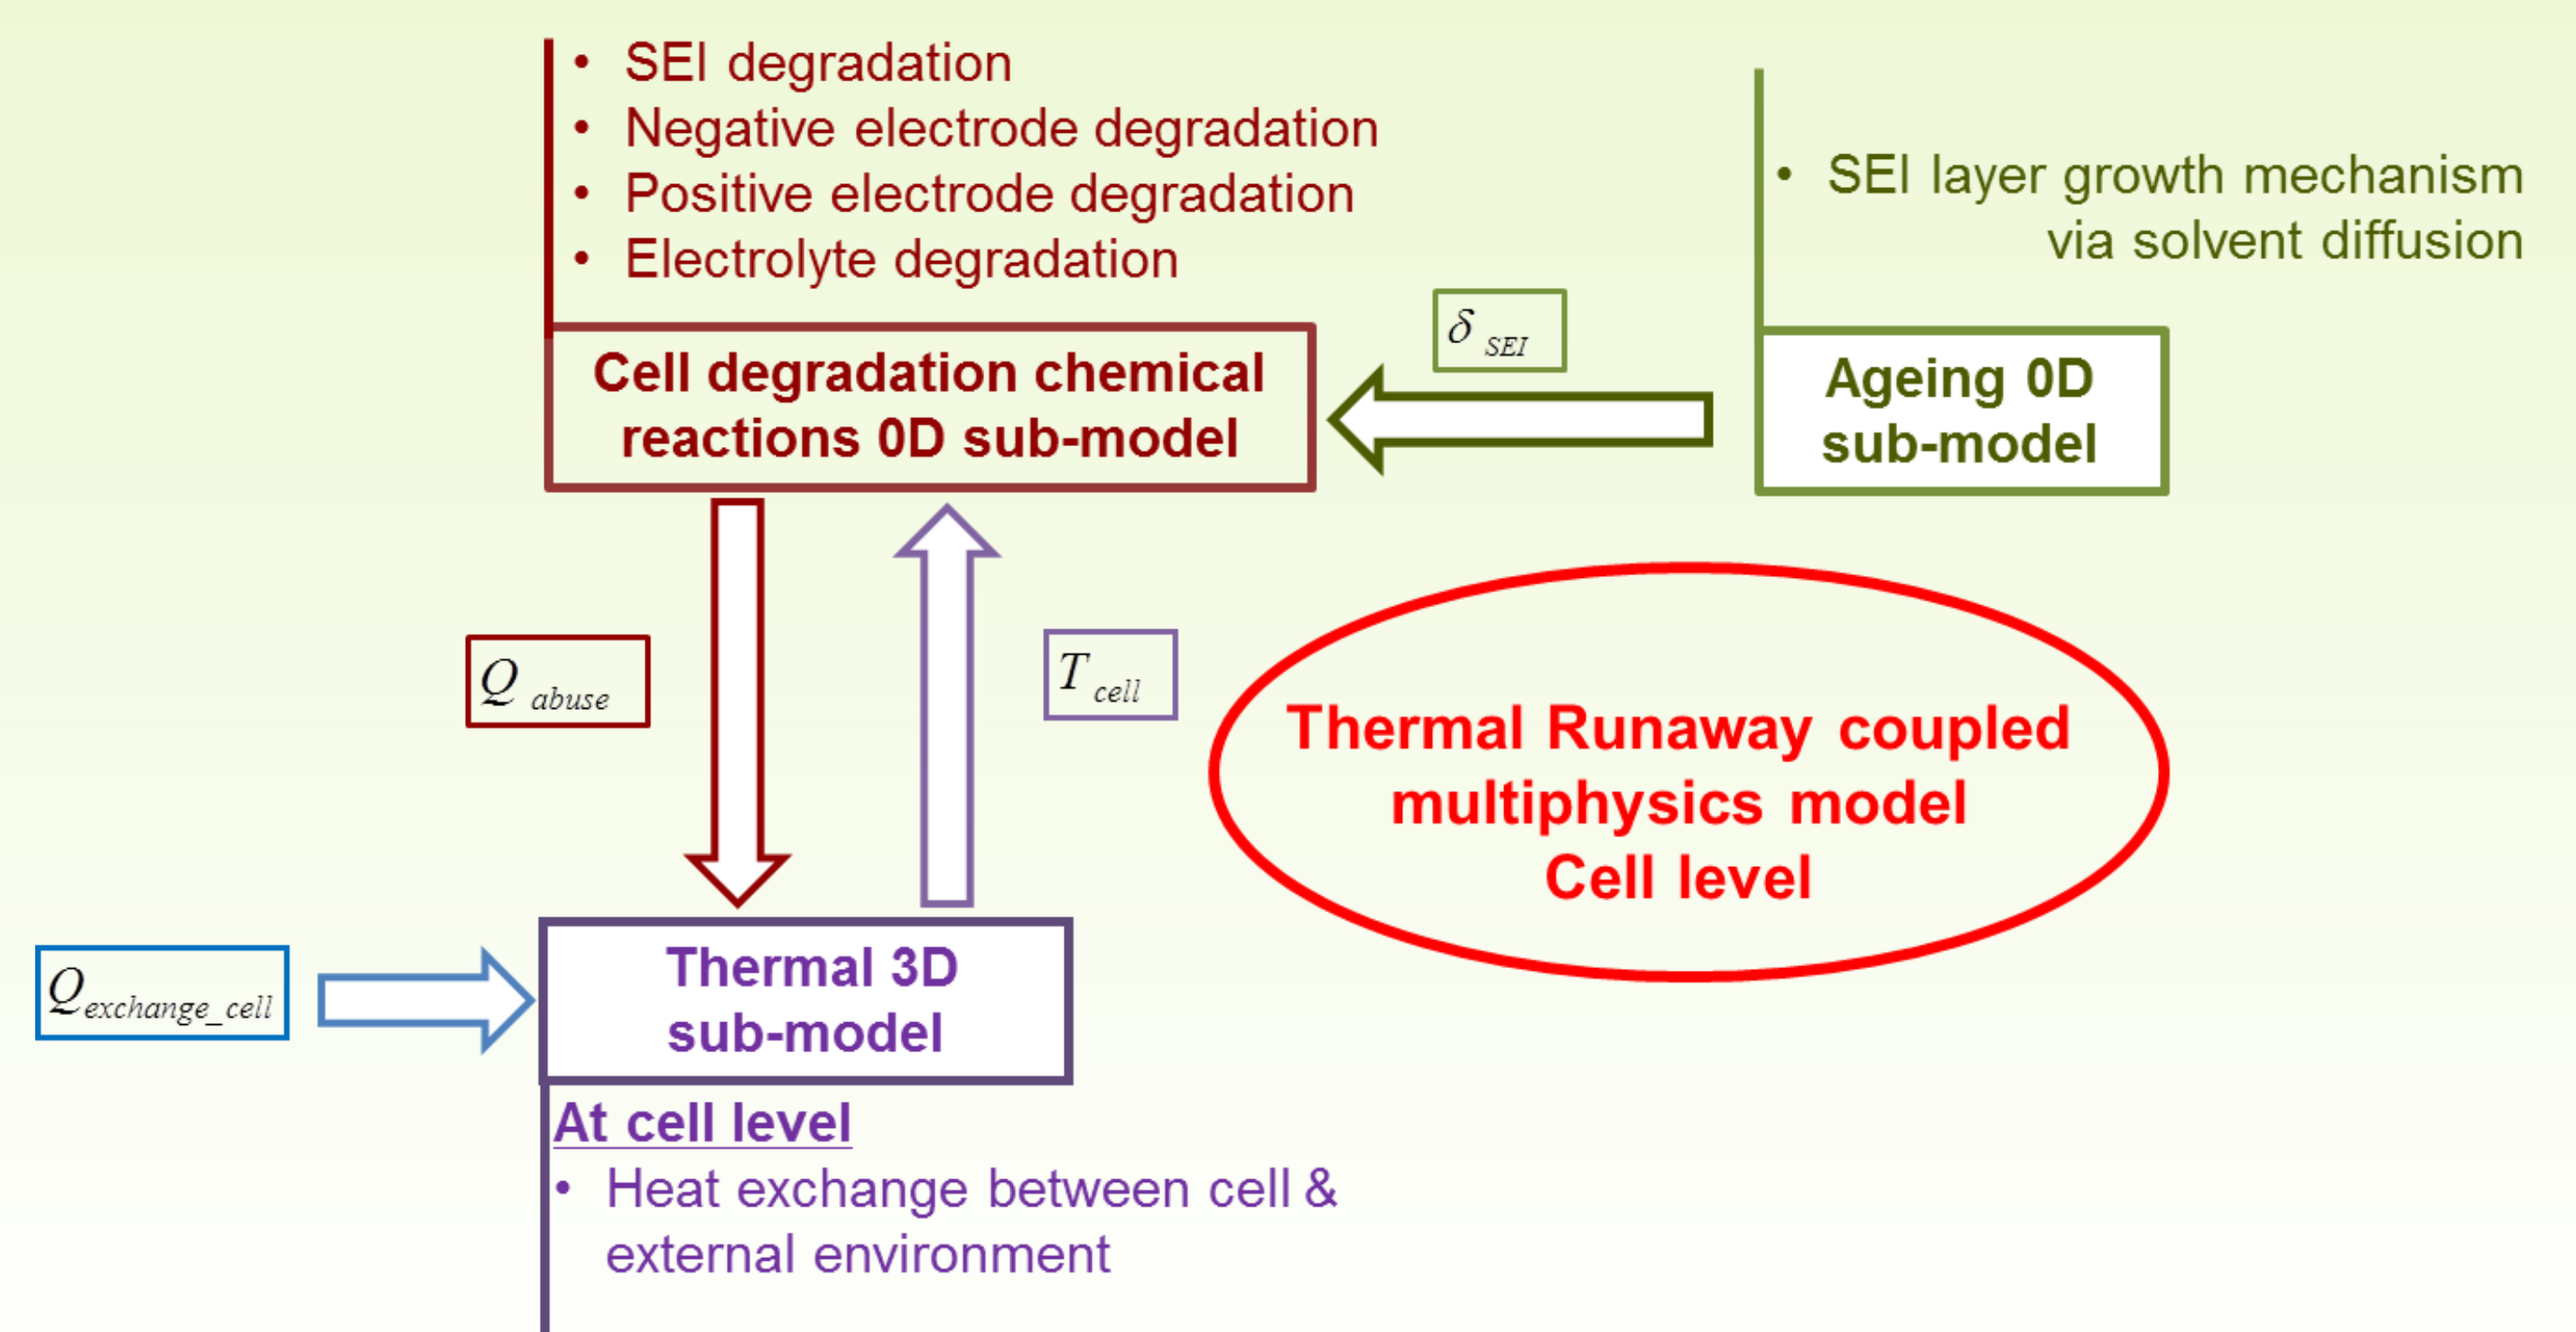 • SEI degradation
• Negative electrode degradation
• Positive electrode degradation
• Electrolyte degradation
• SEI layer growth mechanism
via solvent diffusion
δ SEI
Cell degradation chemical
reactions 0D sub-model
Ageing 0D
sub-model
Q abuse
T cell
Thermal Runaway coupled
multiphysics model
Cell level
Q exchange_cell
Thermal 3D
sub-model
At cell level
• Heat exchange between cell &
external environment